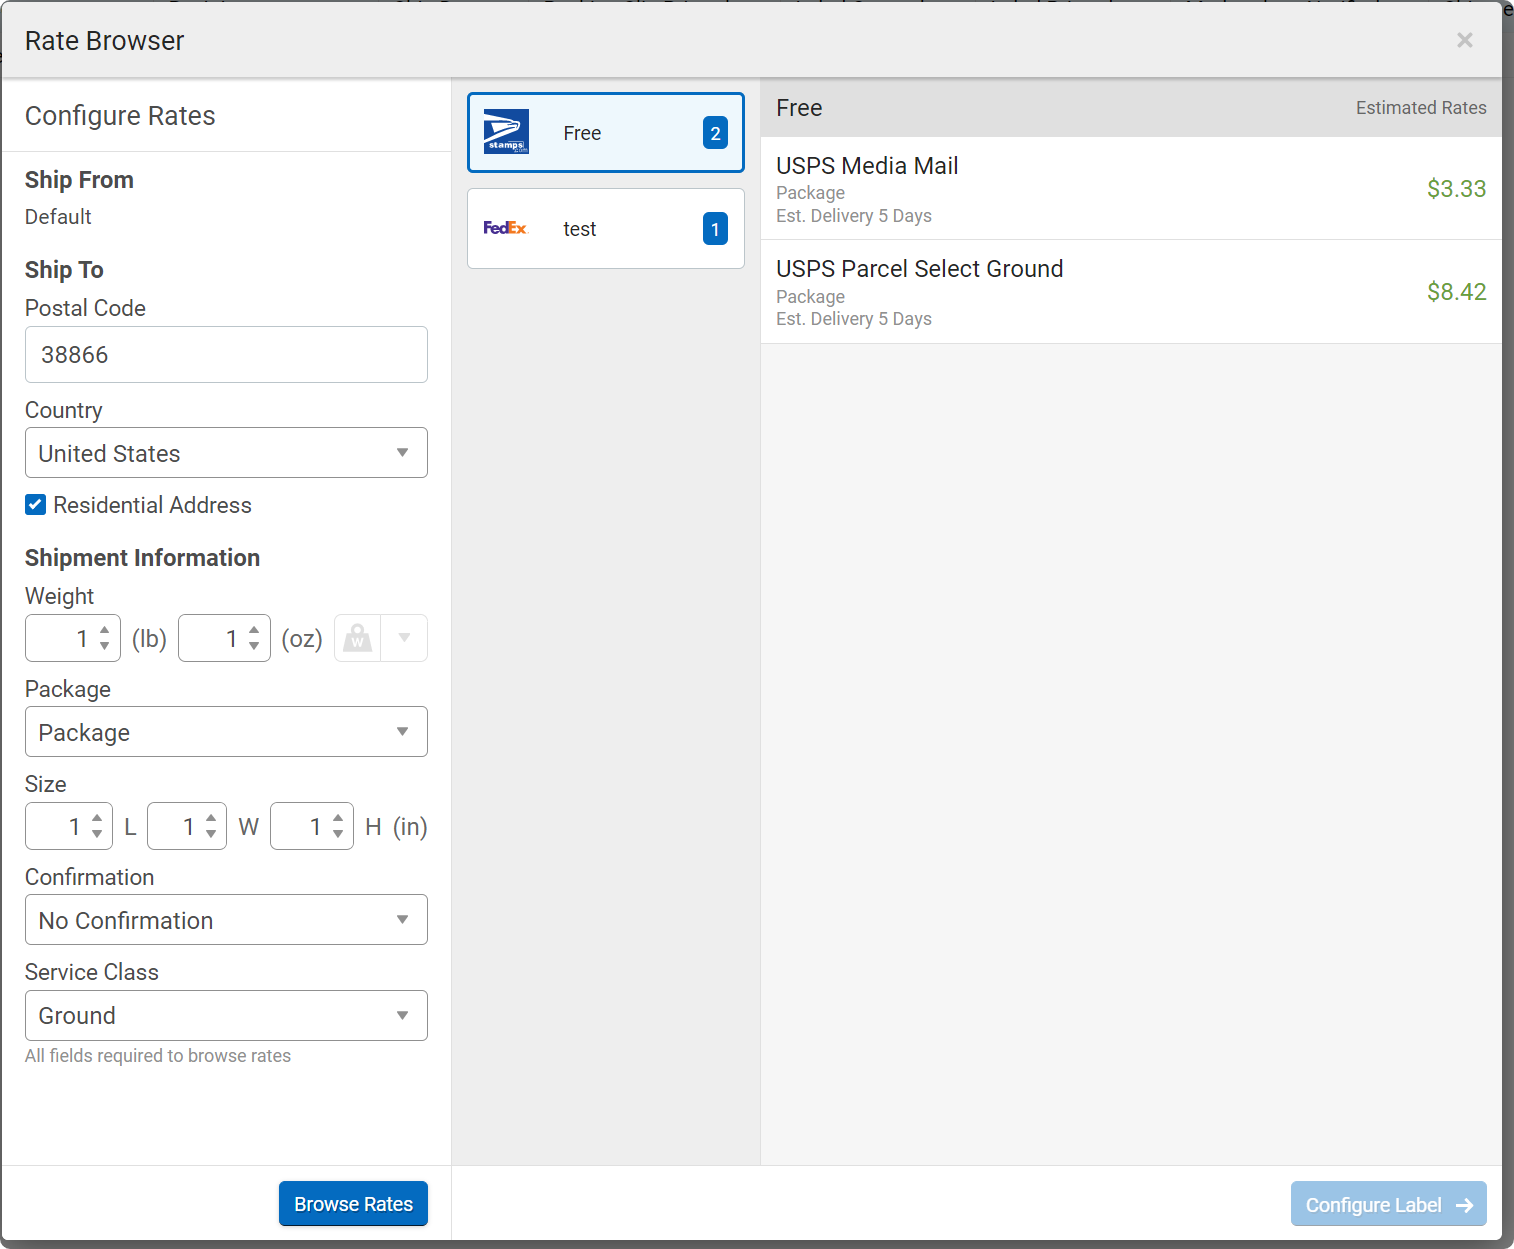 Rate Browser
×
Configure Rates
Ship From
Default
Ship To
Postal Code
38866
Country
United States
Residential Address
Shipment Information
Weight
1 (lb) 1 (oz) W
Package
Package
Size
1 L 1 W 1 H (in)
Confirmation
No Confirmation
Service Class
Ground
All fields required to browse rates
Browse Rates
stamps.com Free 2
FedEx test 1
Free Estimated Rates
USPS Media Mail
Package
Est. Delivery 5 Days
$3.33
USPS Parcel Select Ground
Package
Est. Delivery 5 Days
$8.42
Configure Label →